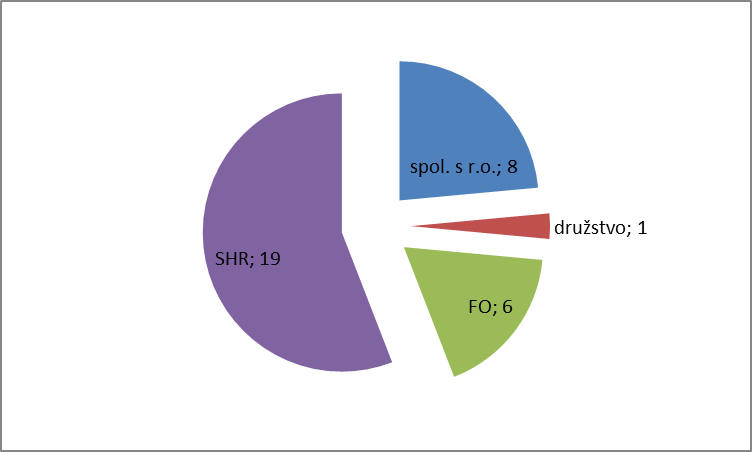 spol. s r.o.; 8
družstvo; 1
SHR; 19
FO; 6